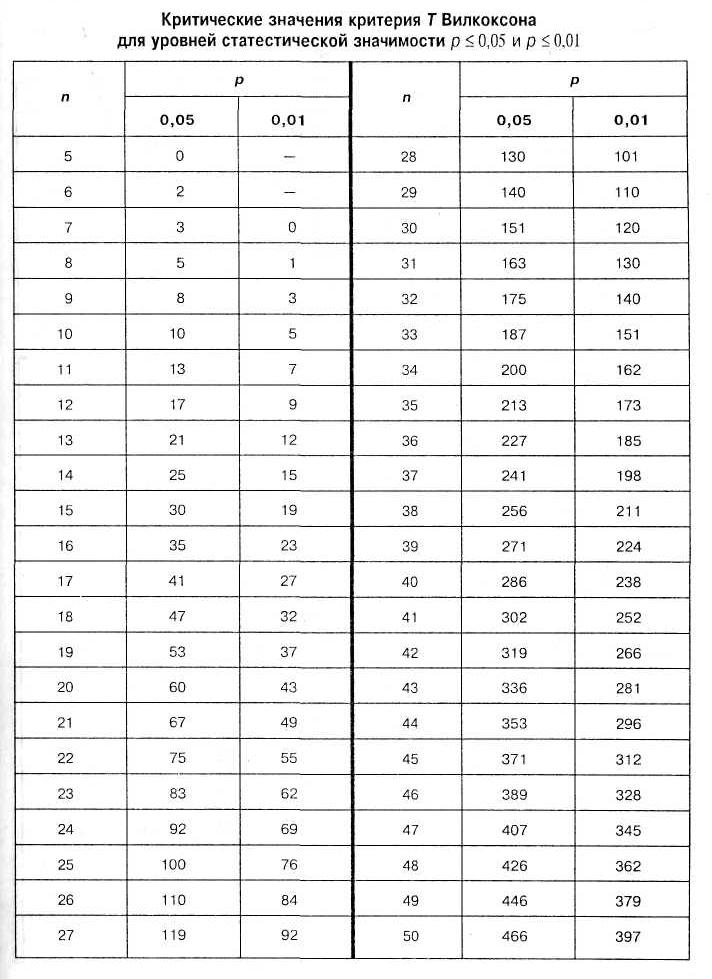 Критические значения критерия Т Вилкоксона
для уровней статестической значимости p ≤ 0,05 и p ≤ 0,01
n p n p
0,05 0,01 0,05 0,01
5 0 — 28 130 101
6 2 — 29 140 110
7 3 0 30 151 120
8 5 1 31 163 130
9 8 3 32 175 140
10 10 5 33 187 151
11 13 7 34 200 162
12 17 9 35 213 173
13 21 12 36 227 185
14 25 15 37 241 198
15 30 19 38 256 211
16 35 23 39 271 224
17 41 27 40 286 238
18 47 32 41 302 252
19 53 37 42 319 266
20 60 43 43 336 281
21 67 49 44 353 296
22 75 55 45 371 312
23 83 62 46 389 328
24 92 69 47 407 345
25 100 76 48 426 362
26 110 84 49 446 379
27 119 92 50 466 397